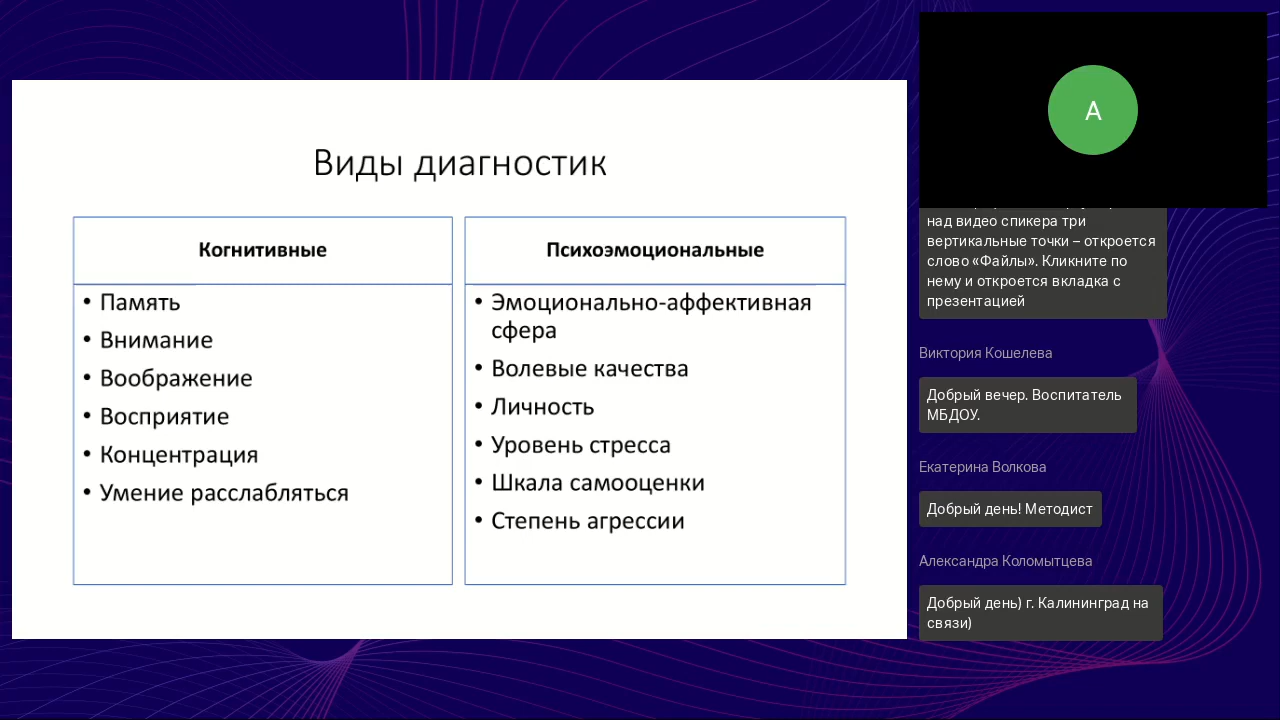 Виды диагностик
Когнитивные
• Память
• Внимание
• Воображение
• Восприятие
• Концентрация
• Умение расслабляться
Психоэмоциональные
• Эмоционально-аффективная
сфера
• Волевые качества
• Личность
• Уровень стресса
• Шкала самооценки
• Степень агрессии
А
над видео спикера три
вертикальные точки – откроется
слово «Файлы». Кликните по
нему и откроется вкладка с
презентацией
Виктория Кошелева
Добрый вечер. Воспитатель
МБДОУ.
Екатерина Волкова
Добрый день! Методист
Александра Коломытцева
Добрый день) г. Калининград на
связи)